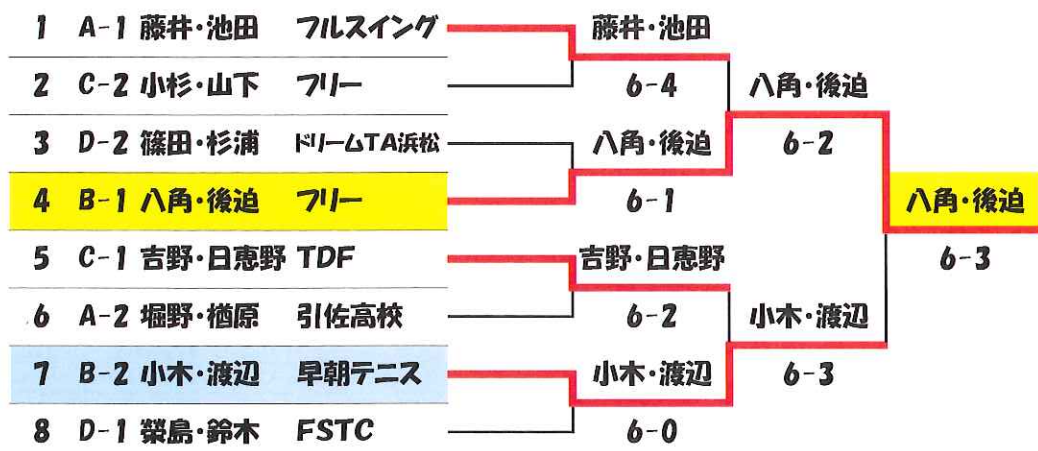 1 A-1 藤井・池田 フルスイング
藤井・池田
2 C-2 小杉・山下 フリー
6-4
八角・後迫
3 D-2 篠田・杉浦 ドリームTA浜松
八角・後迫
6-2
4 B-1 八角・後迫 フリー
6-1
八角・後迫
5 C-1 吉野・日恵野 TDF
吉野・日恵野
6-3
6 A-2 堀野・楢原 引佐高校
6-2
小木・渡辺
7 B-2 小木・渡辺 早朝テニス
小木・渡辺
6-3
8 D-1 榮島・鈴木 FSTC
6-0